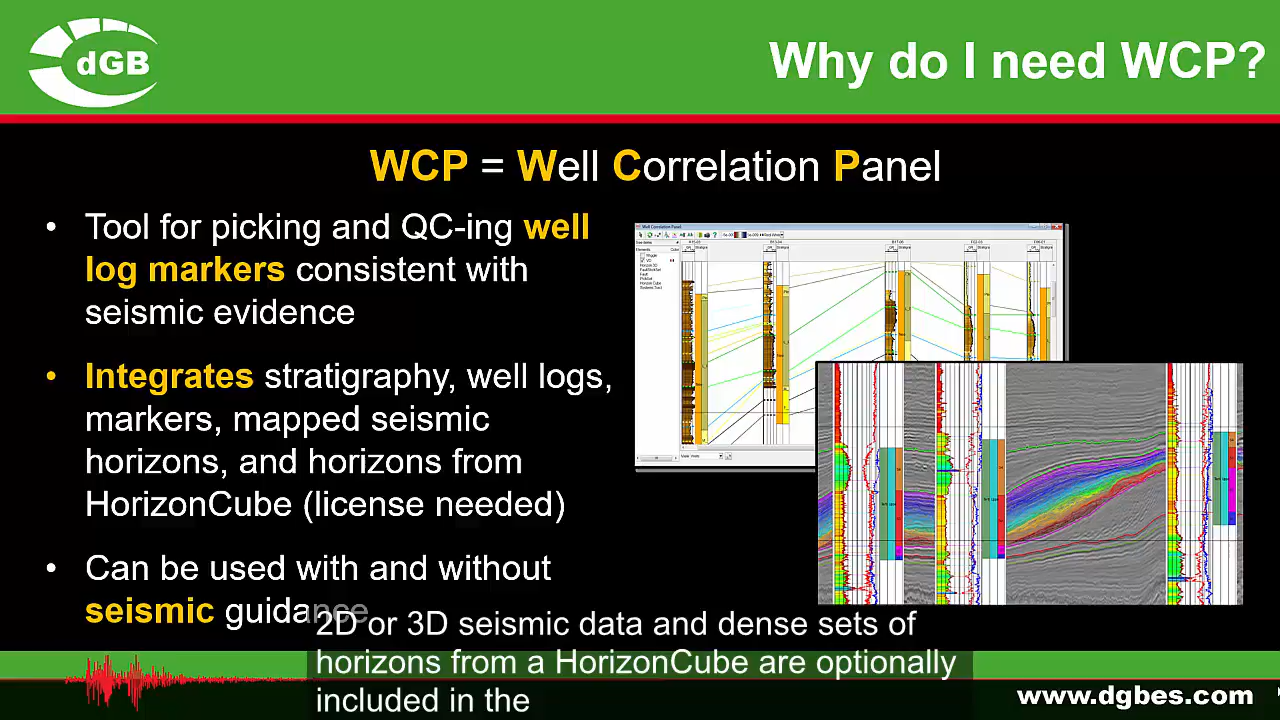 dGB
Why do I need WCP?
WCP = Well Correlation Panel
• Tool for picking and QC-ing well
log markers consistent with
seismic evidence
• Integrates stratigraphy, well logs,
markers, mapped seismic
horizons, and horizons from
HorizonCube (license needed)
• Can be used with and without
seismic guidance
Well Correlation Panel
2D or 3D seismic data and dense sets of
horizons from a HorizonCube are optionally
included in the
www.dgbes.com